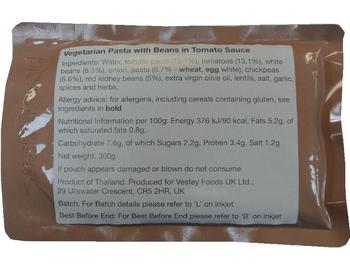 Vegetarian Pasta with Beans in Tomato Sauce
Ingredients: Water, tomato paste (13.1%), tomatoes (13.1%), white
beans (8.3%), onion, pasta (6.7% - wheat, egg white), chickpeas
(6.6%), red kidney beans (5%), extra virgin olive oil, lentils, salt, garlic,
spices and herbs.
Allergy advice: for allergens, including cereals containing gluten, see
ingredients in bold
Nutritional Information per 100g: Energy 376 kJ/90 kcal, Fats 5.2g, of
which saturated fats 0.8g.
Carbohydrate 7.6g, of which Sugars 2.2g, Protein 3.4g, Salt 1.2g
Net weight: 300g
If pouch appears damaged or blown do not consume
Product of Thailand. Produced for Vestey Foods UK Ltd.,
29 Ullswater Crescent, CR5 2HR, UK
Batch: For Batch details please refer to 'L' on inkjet
Best Before End: For Best Before End please refer to 'B' on inkjet